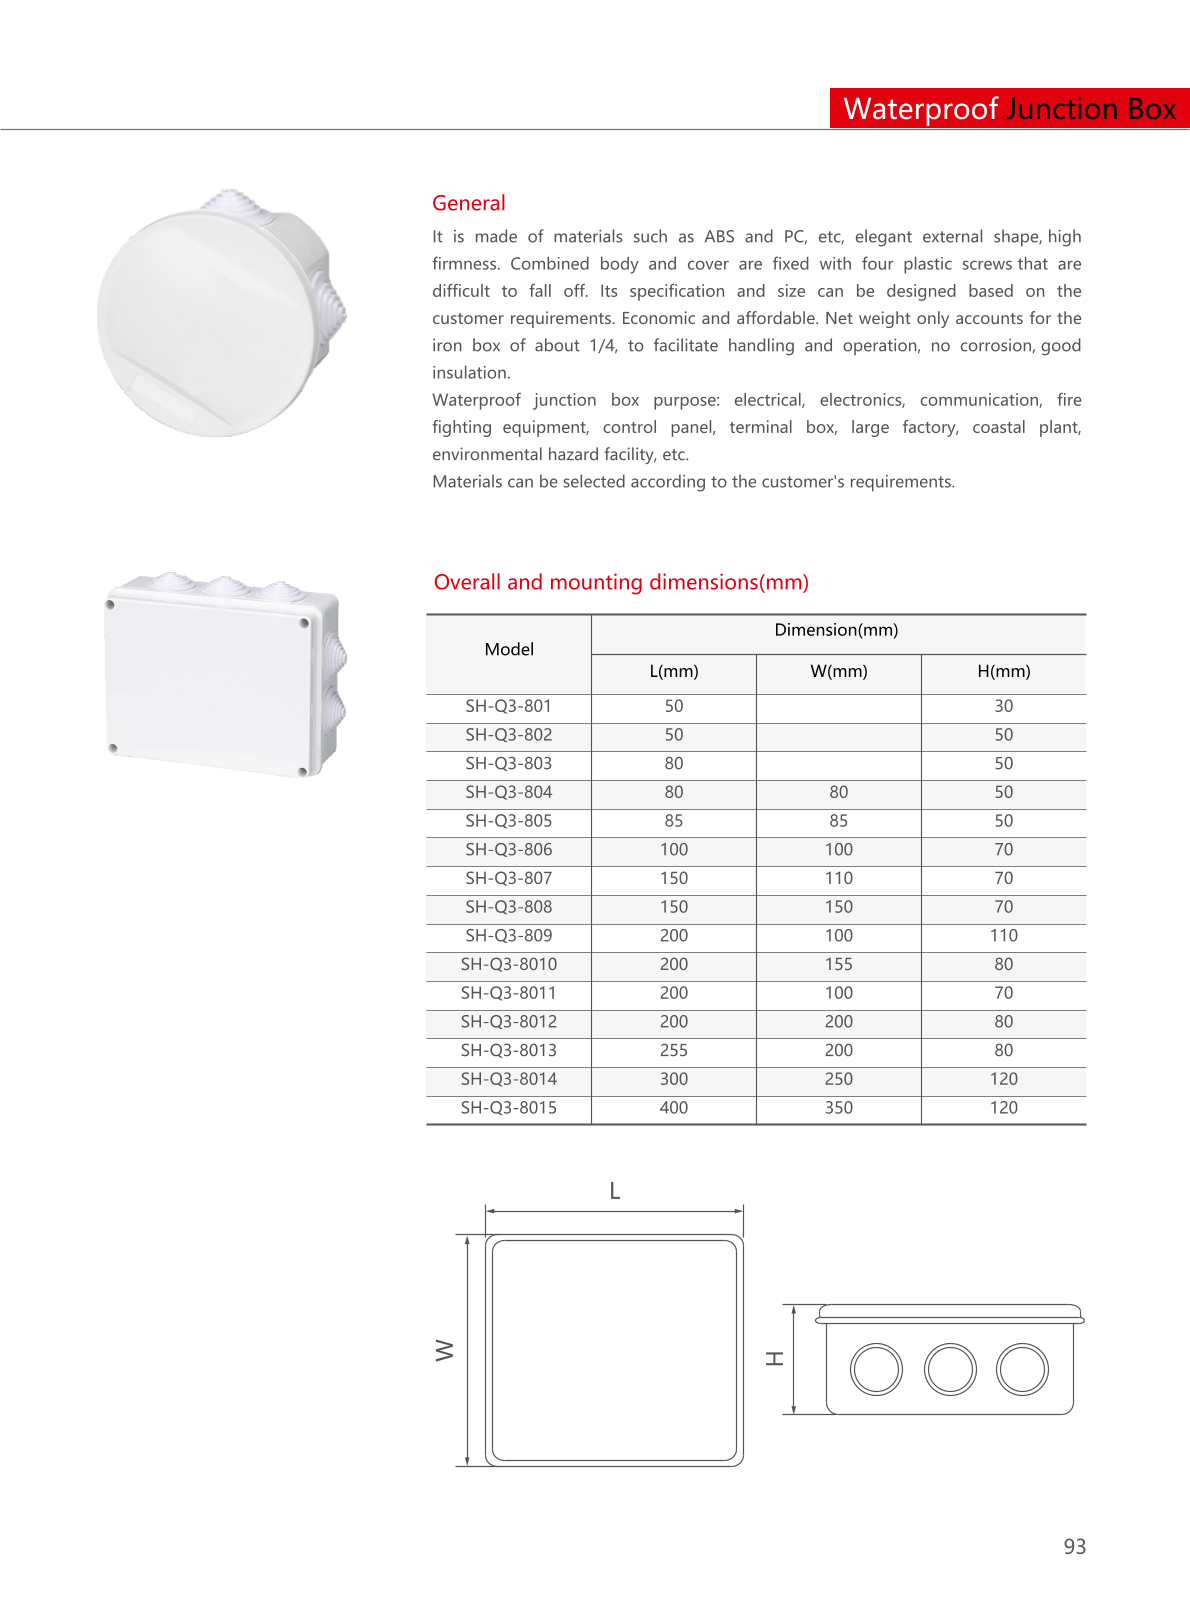 Waterproof Junction Box
General
It is made of materials such as ABS and PC, etc, elegant external shape, high
firmness. Combined body and cover are fixed with four plastic screws that are
difficult to fall off. Its specification and size can be designed based on the
customer requirements. Economic and affordable. Net weight only accounts for the
iron box of about 1/4, to facilitate handling and operation, no corrosion, good
insulation.
Waterproof junction box purpose: electrical, electronics, communication, fire
fighting equipment, control panel, terminal box, large factory, coastal plant,
environmental hazard facility, etc.
Materials can be selected according to the customer's requirements.
Overall and mounting dimensions(mm)
Model Dimension(mm)
L(mm) W(mm) H(mm)
SH-Q3-801 50 30
SH-Q3-802 50 50
SH-Q3-803 80 50
SH-Q3-804 80 80 50
SH-Q3-805 85 85 50
SH-Q3-806 100 100 70
SH-Q3-807 150 110 70
SH-Q3-808 150 150 70
SH-Q3-809 200 100 110
SH-Q3-8010 200 155 80
SH-Q3-8011 200 100 70
SH-Q3-8012 200 200 80
SH-Q3-8013 255 200 80
SH-Q3-8014 300 250 120
SH-Q3-8015 400 350 120
L
W
H
93